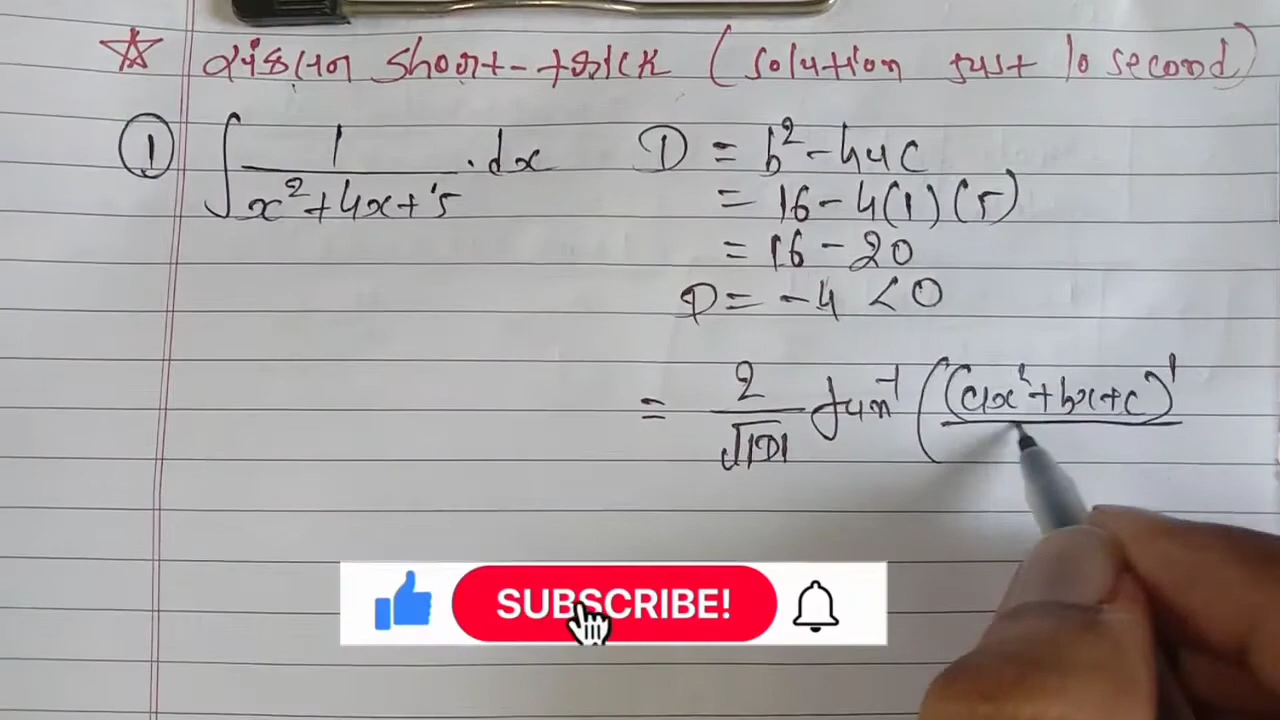 ☆ સંકલન short-trick (solution just 10 second)
① ∫ 1/(x²+4x+5) . dx
D = b²-4ac
= 16-4(1)(5)
= 16-20
D = -4 < 0
= 2/√|D| tan⁻¹ ((ax²+bx+c)'
SUBSCRIBE!